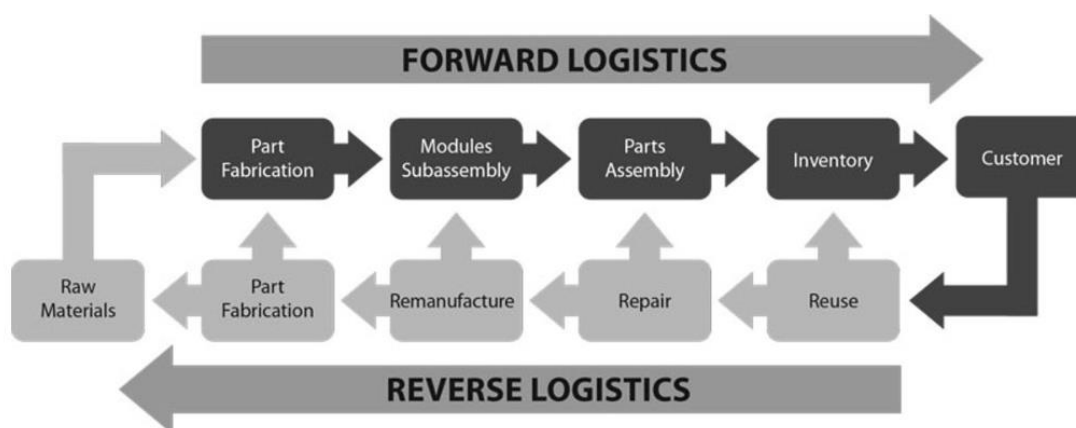 FORWARD LOGISTICS
Part
Fabrication
Modules
Subassembly
Parts
Assembly
Inventory
Customer
Raw
Materials
Part
Fabrication
Remanufacture
Repair
Reuse
REVERSE LOGISTICS